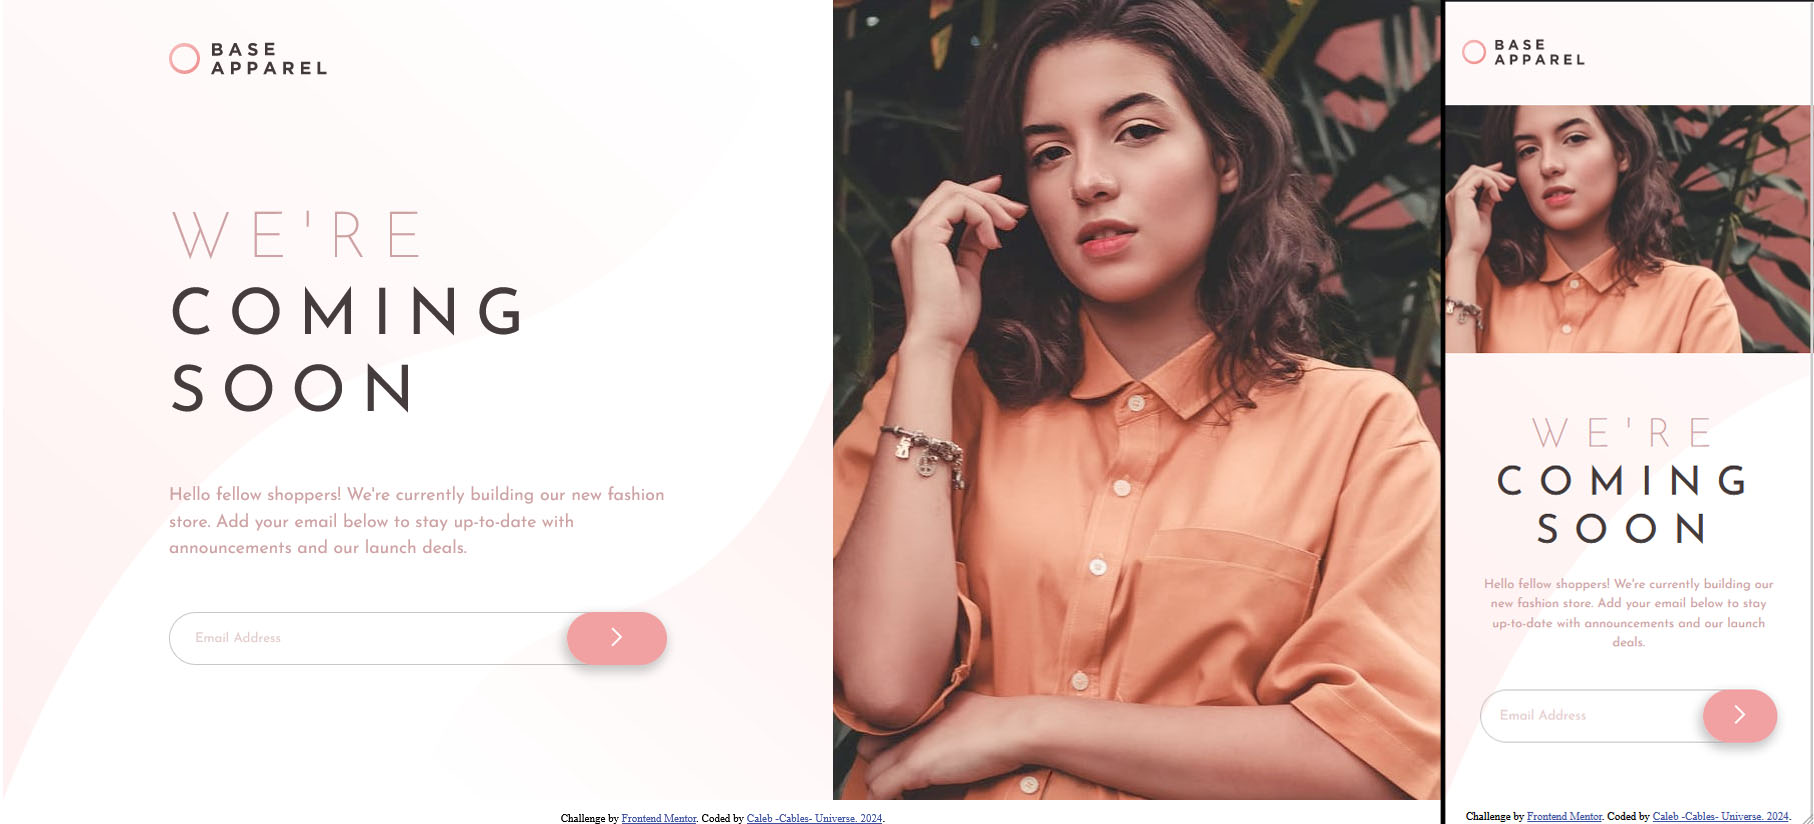 BASE
APPAREL
WE'RE
COMING
SOON
Hello fellow shoppers! We're currently building our new fashion
store. Add your email below to stay up-to-date with
announcements and our launch deals.
Email Address
Challenge by Frontend Mentor. Coded by Caleb -Cables- Universe. 2024.
BASE
APPAREL
WE'RE
COMING
SOON
Hello fellow shoppers! We're currently building our
new fashion store. Add your email below to stay
up-to-date with announcements and our launch
deals.
Email Address
Challenge by Frontend Mentor. Coded by Caleb -Cables- Universe. 2024.